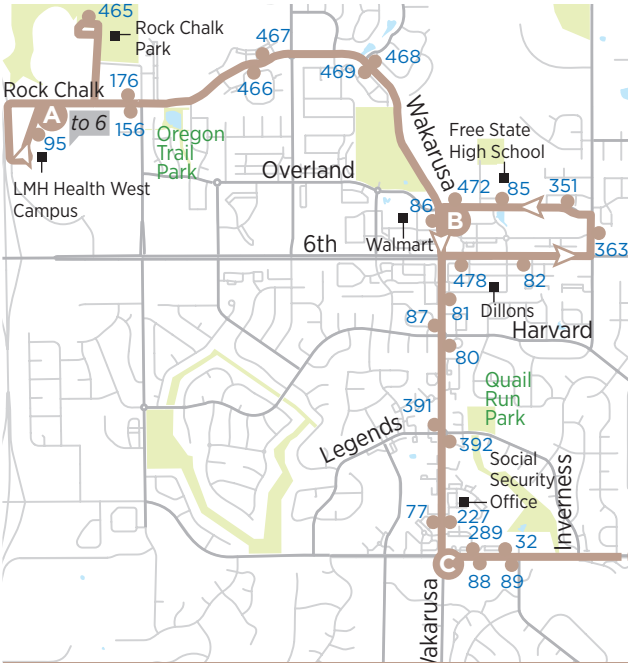 465
Rock Chalk
Park
467
468
466
469
Rock Chalk
176
A
to 6
156
95
Oregon
Trail
Park
LMH Health West
Campus
Wakarusa
Free State
High School
Overland
472
85
351
86
B
Walmart
6th
363
478
82
Dillons
81
87
Harvard
80
Quail
Run
Park
391
Legends
392
Social
Security
Office
Inverness
77
227
289
32
C
88
89
Wakarusa